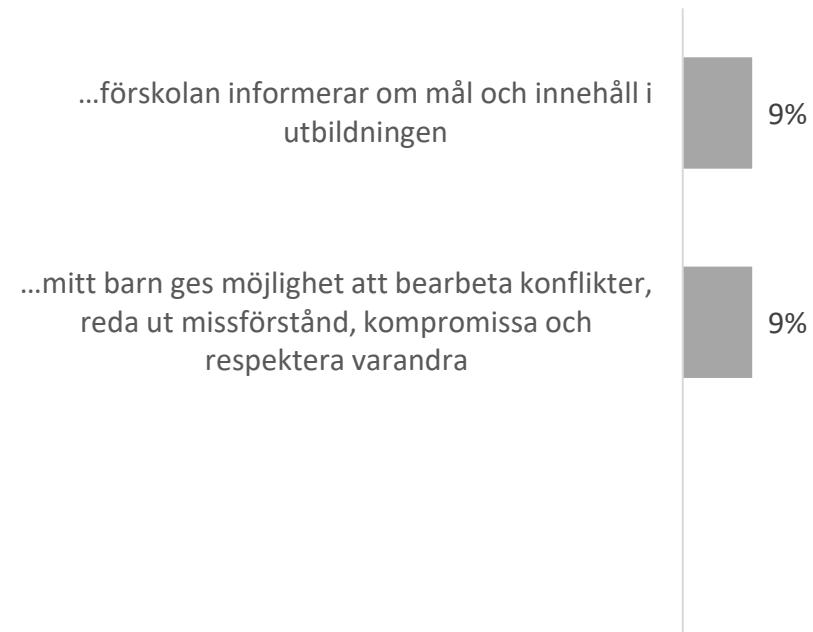 …förskolan informerar om mål och innehåll i
utbildningen
9%
…mitt barn ges möjlighet att bearbeta konflikter,
reda ut missförstånd, kompromissa och
respektera varandra
9%